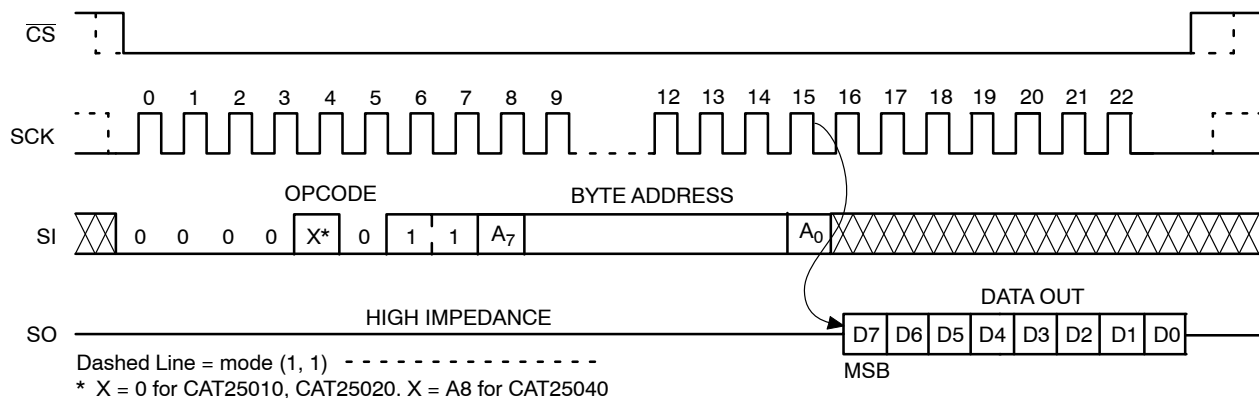 CS
0 1 2 3 4 5 6 7 8 9 12 13 14 15 16 17 18 19 20 21 22
SCK
OPCODE BYTE ADDRESS
SI 0 0 0 0 X* 0 1 1 A7 A0
DATA OUT
HIGH IMPEDANCE
SO D7 D6 D5 D4 D3 D2 D1 D0
Dashed Line = mode (1, 1)
MSB
* X = 0 for CAT25010, CAT25020. X = A8 for CAT25040